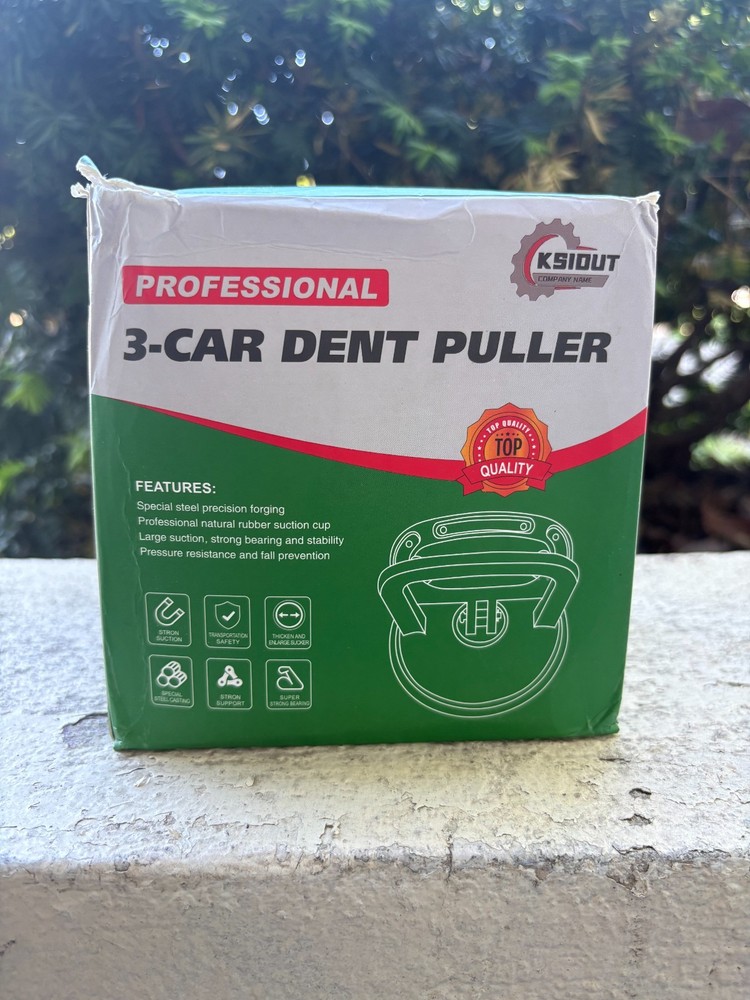 KSIOUT
COMPANY NAME
PROFESSIONAL
3-CAR DENT PULLER
TOP QUALITY
TOP
QUALITY
FEATURES:
Special steel precision forging
Professional natural rubber suction cup
Large suction, strong bearing and stability
Pressure resistance and fall prevention
STRON
SUCTION
TRANSPORTATION
SAFETY
THICKEN AND
ENLARGE SUCKER
SPECIAL
STEEL CASTING
STRON
SUPPORT
SUPER
STRONG BEARING